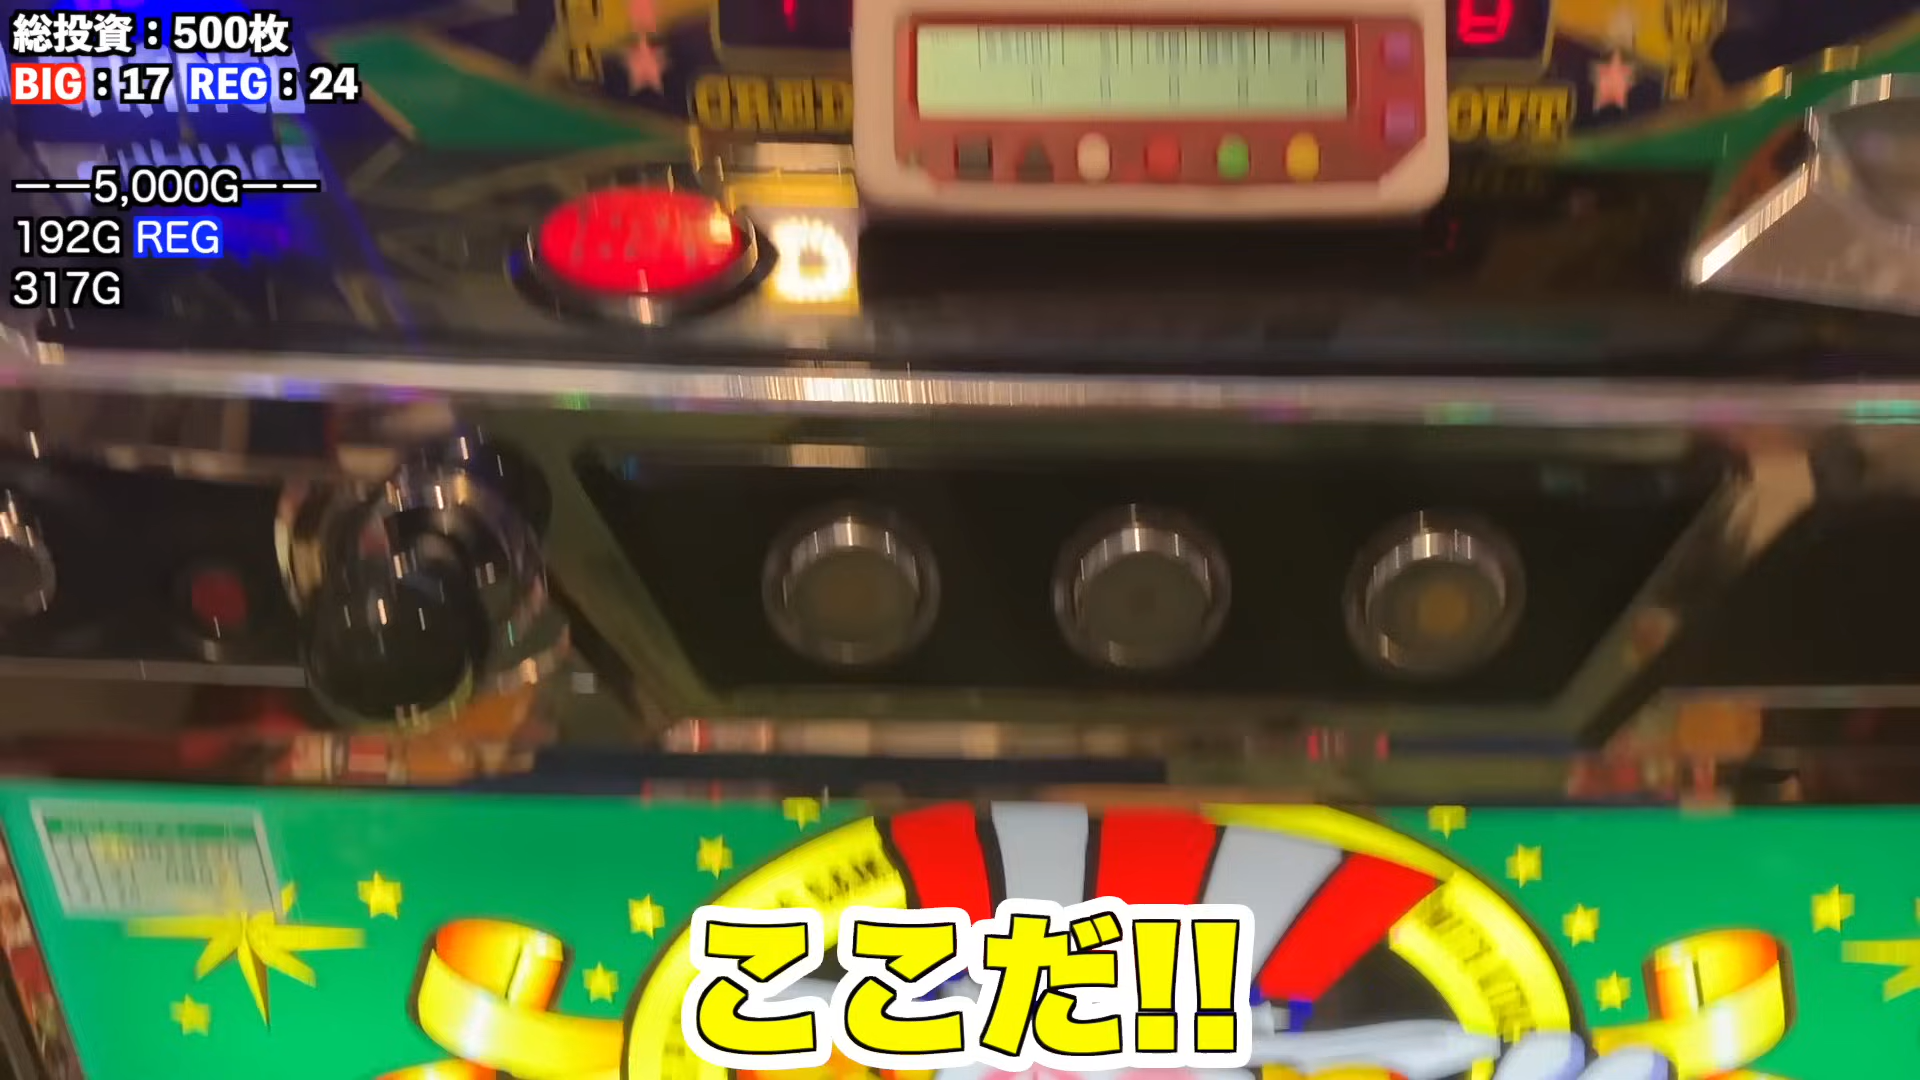 総投資：500枚
BIG：17 REG：24
——5,000G——
192G REG
317G
CRED
OUT
ここだ!!